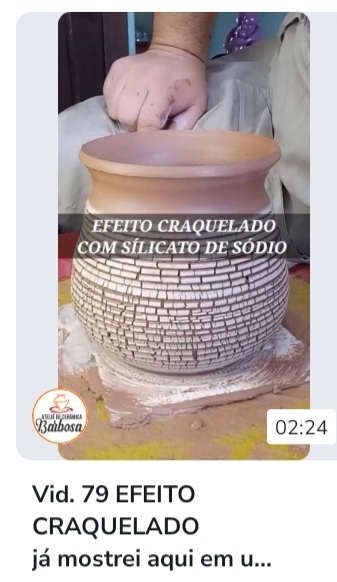 EFEITO CRAQUELADO
COM SÍLICATO DE SÓDIO
ATELIÊ DE CERÂMICA
Barbosa
02:24
Vid. 79 EFEITO
CRAQUELADO
já mostrei aqui em u...